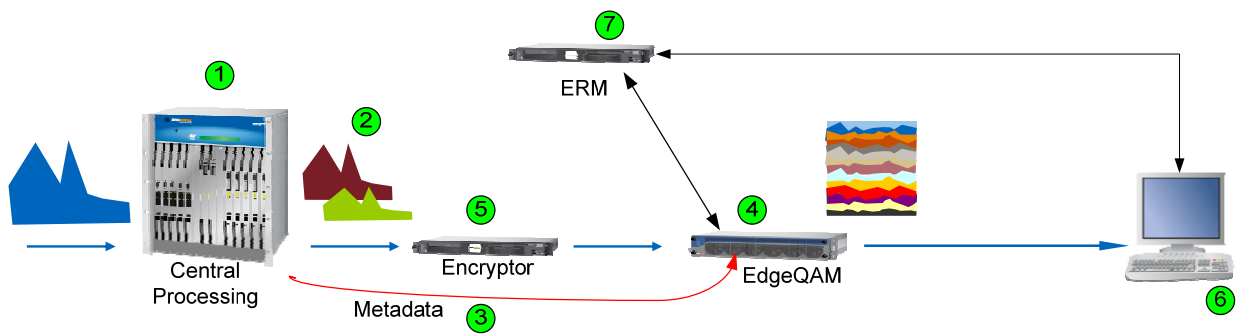 7
1
ERM
2
5
4
Central
Processing
Encryptor
EdgeQAM
Metadata
3
6